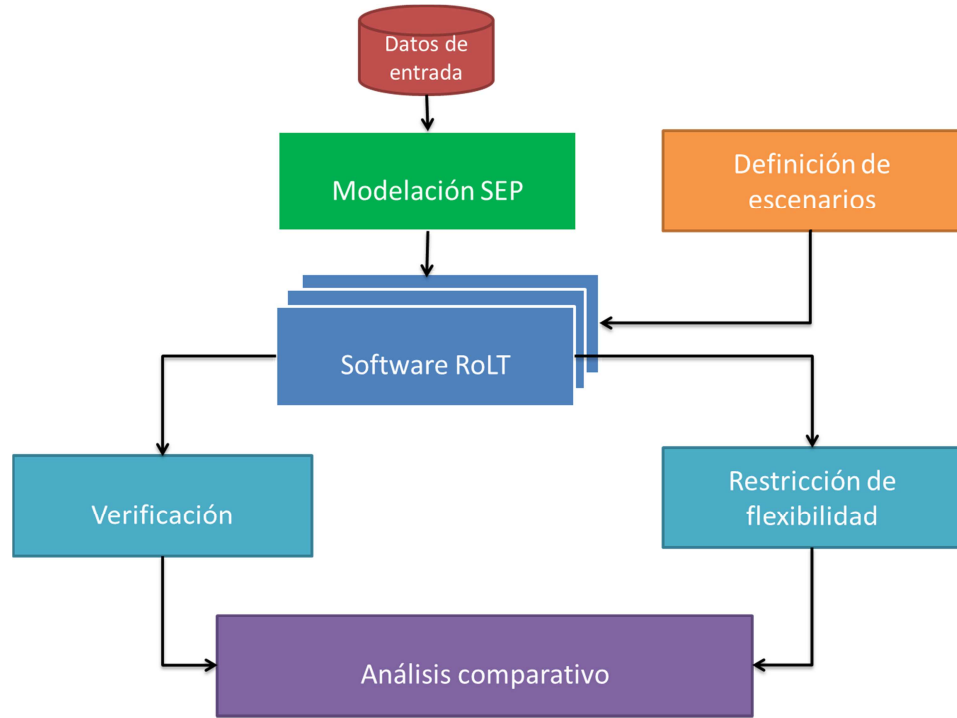 Datos de
entrada
Modelación SEP
Definición de
escenarios
Software RoLT
Verificación
Restricción de
flexibilidad
Análisis comparativo